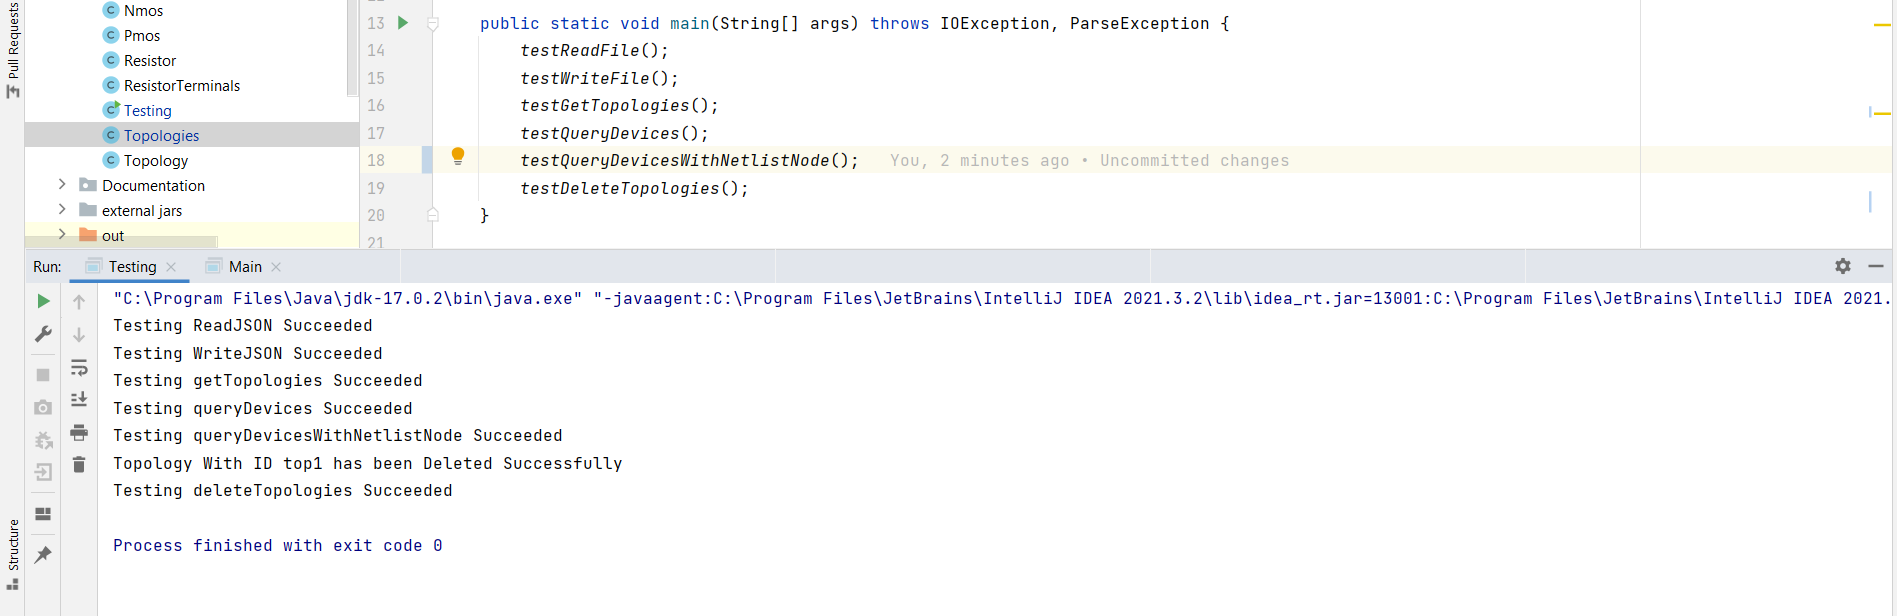 Pull Requests
Nmos
Pmos
Resistor
ResistorTerminals
Testing
Topologies
Topology
Documentation
external jars
out
13 public static void main(String[] args) throws IOException, ParseException {
14 testReadFile();
15 testWriteFile();
16 testGetTopologies();
17 testQueryDevices();
18 testQueryDevicesWithNetlistNode(); You, 2 minutes ago • Uncommitted changes
19 testDeleteTopologies();
20 }
21
Run: Testing Main
"C:\Program Files\Java\jdk-17.0.2\bin\java.exe" "-javaagent:C:\Program Files\JetBrains\IntelliJ IDEA 2021.3.2\lib\idea_rt.jar=13001:C:\Program Files\JetBrains\IntelliJ IDEA 2021.
Testing ReadJSON Succeeded
Testing WriteJSON Succeeded
Testing getTopologies Succeeded
Testing queryDevices Succeeded
Testing queryDevicesWithNetlistNode Succeeded
Topology With ID top1 has been Deleted Successfully
Testing deleteTopologies Succeeded
Process finished with exit code 0
Structure